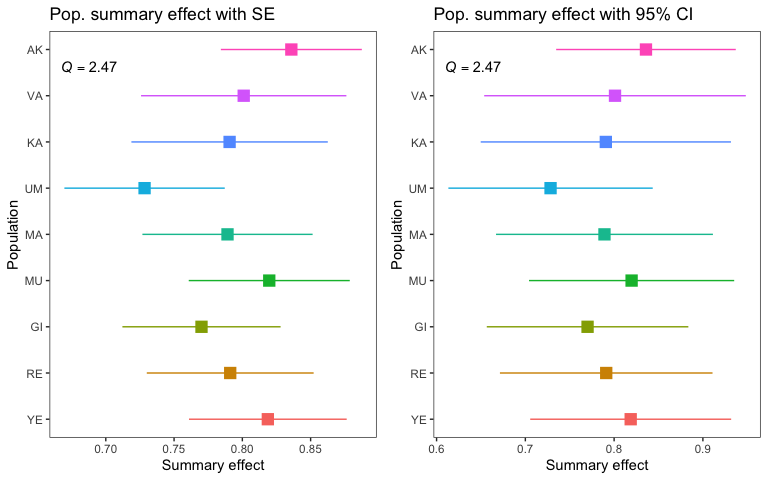 Pop. summary effect with SE
Population
AK
VA
KA
UM
MA
MU
GI
RE
YE
Q = 2.47
0.70 0.75 0.80 0.85
Summary effect
Pop. summary effect with 95% CI
Population
AK
VA
KA
UM
MA
MU
GI
RE
YE
Q = 2.47
0.6 0.7 0.8 0.9
Summary effect